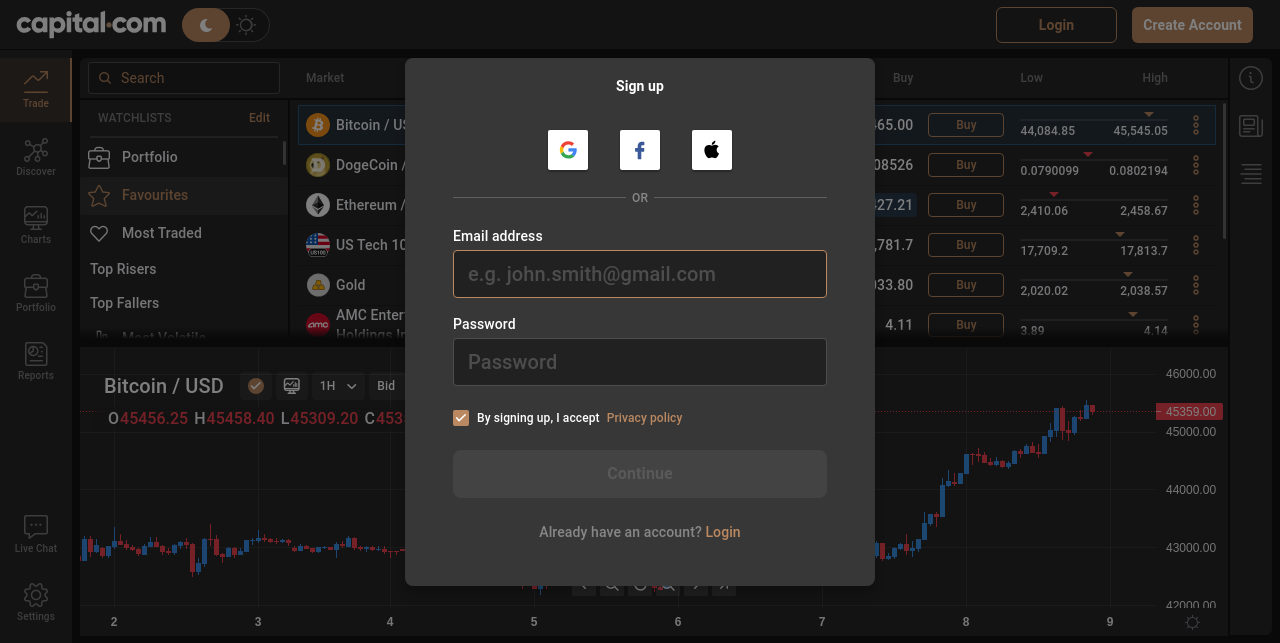 capital.com
Login
Create Account
Trade
Discover
Charts
Portfolio
Reports
Live Chat
Settings
Search
WATCHLISTS
Edit
Portfolio
Favourites
Most Traded
Top Risers
Top Fallers
Most Volatile
Market
Buy
Low
High
Bitcoin / US
465.00
Buy
44,084.85
45,545.05
DogeCoin /
08526
Buy
0.0790099
0.0802194
Ethereum /
27.21
Buy
2,410.06
2,458.67
US Tech 10
,781.7
Buy
17,709.2
17,813.7
Gold
033.80
Buy
2,020.02
2,038.57
AMC Enter
Holdings In
4.11
Buy
3.89
4.14
Sign up
OR
Email address
e.g. john.smith@gmail.com
Password
Password
By signing up, I accept Privacy policy
Continue
Already have an account? Login
Bitcoin / USD
1H
Bid
O45456.25 H45458.40 L45309.20 C453
46000.00
45359.00
45000.00
44000.00
43000.00
42000.00
2
3
4
5
6
7
8
9